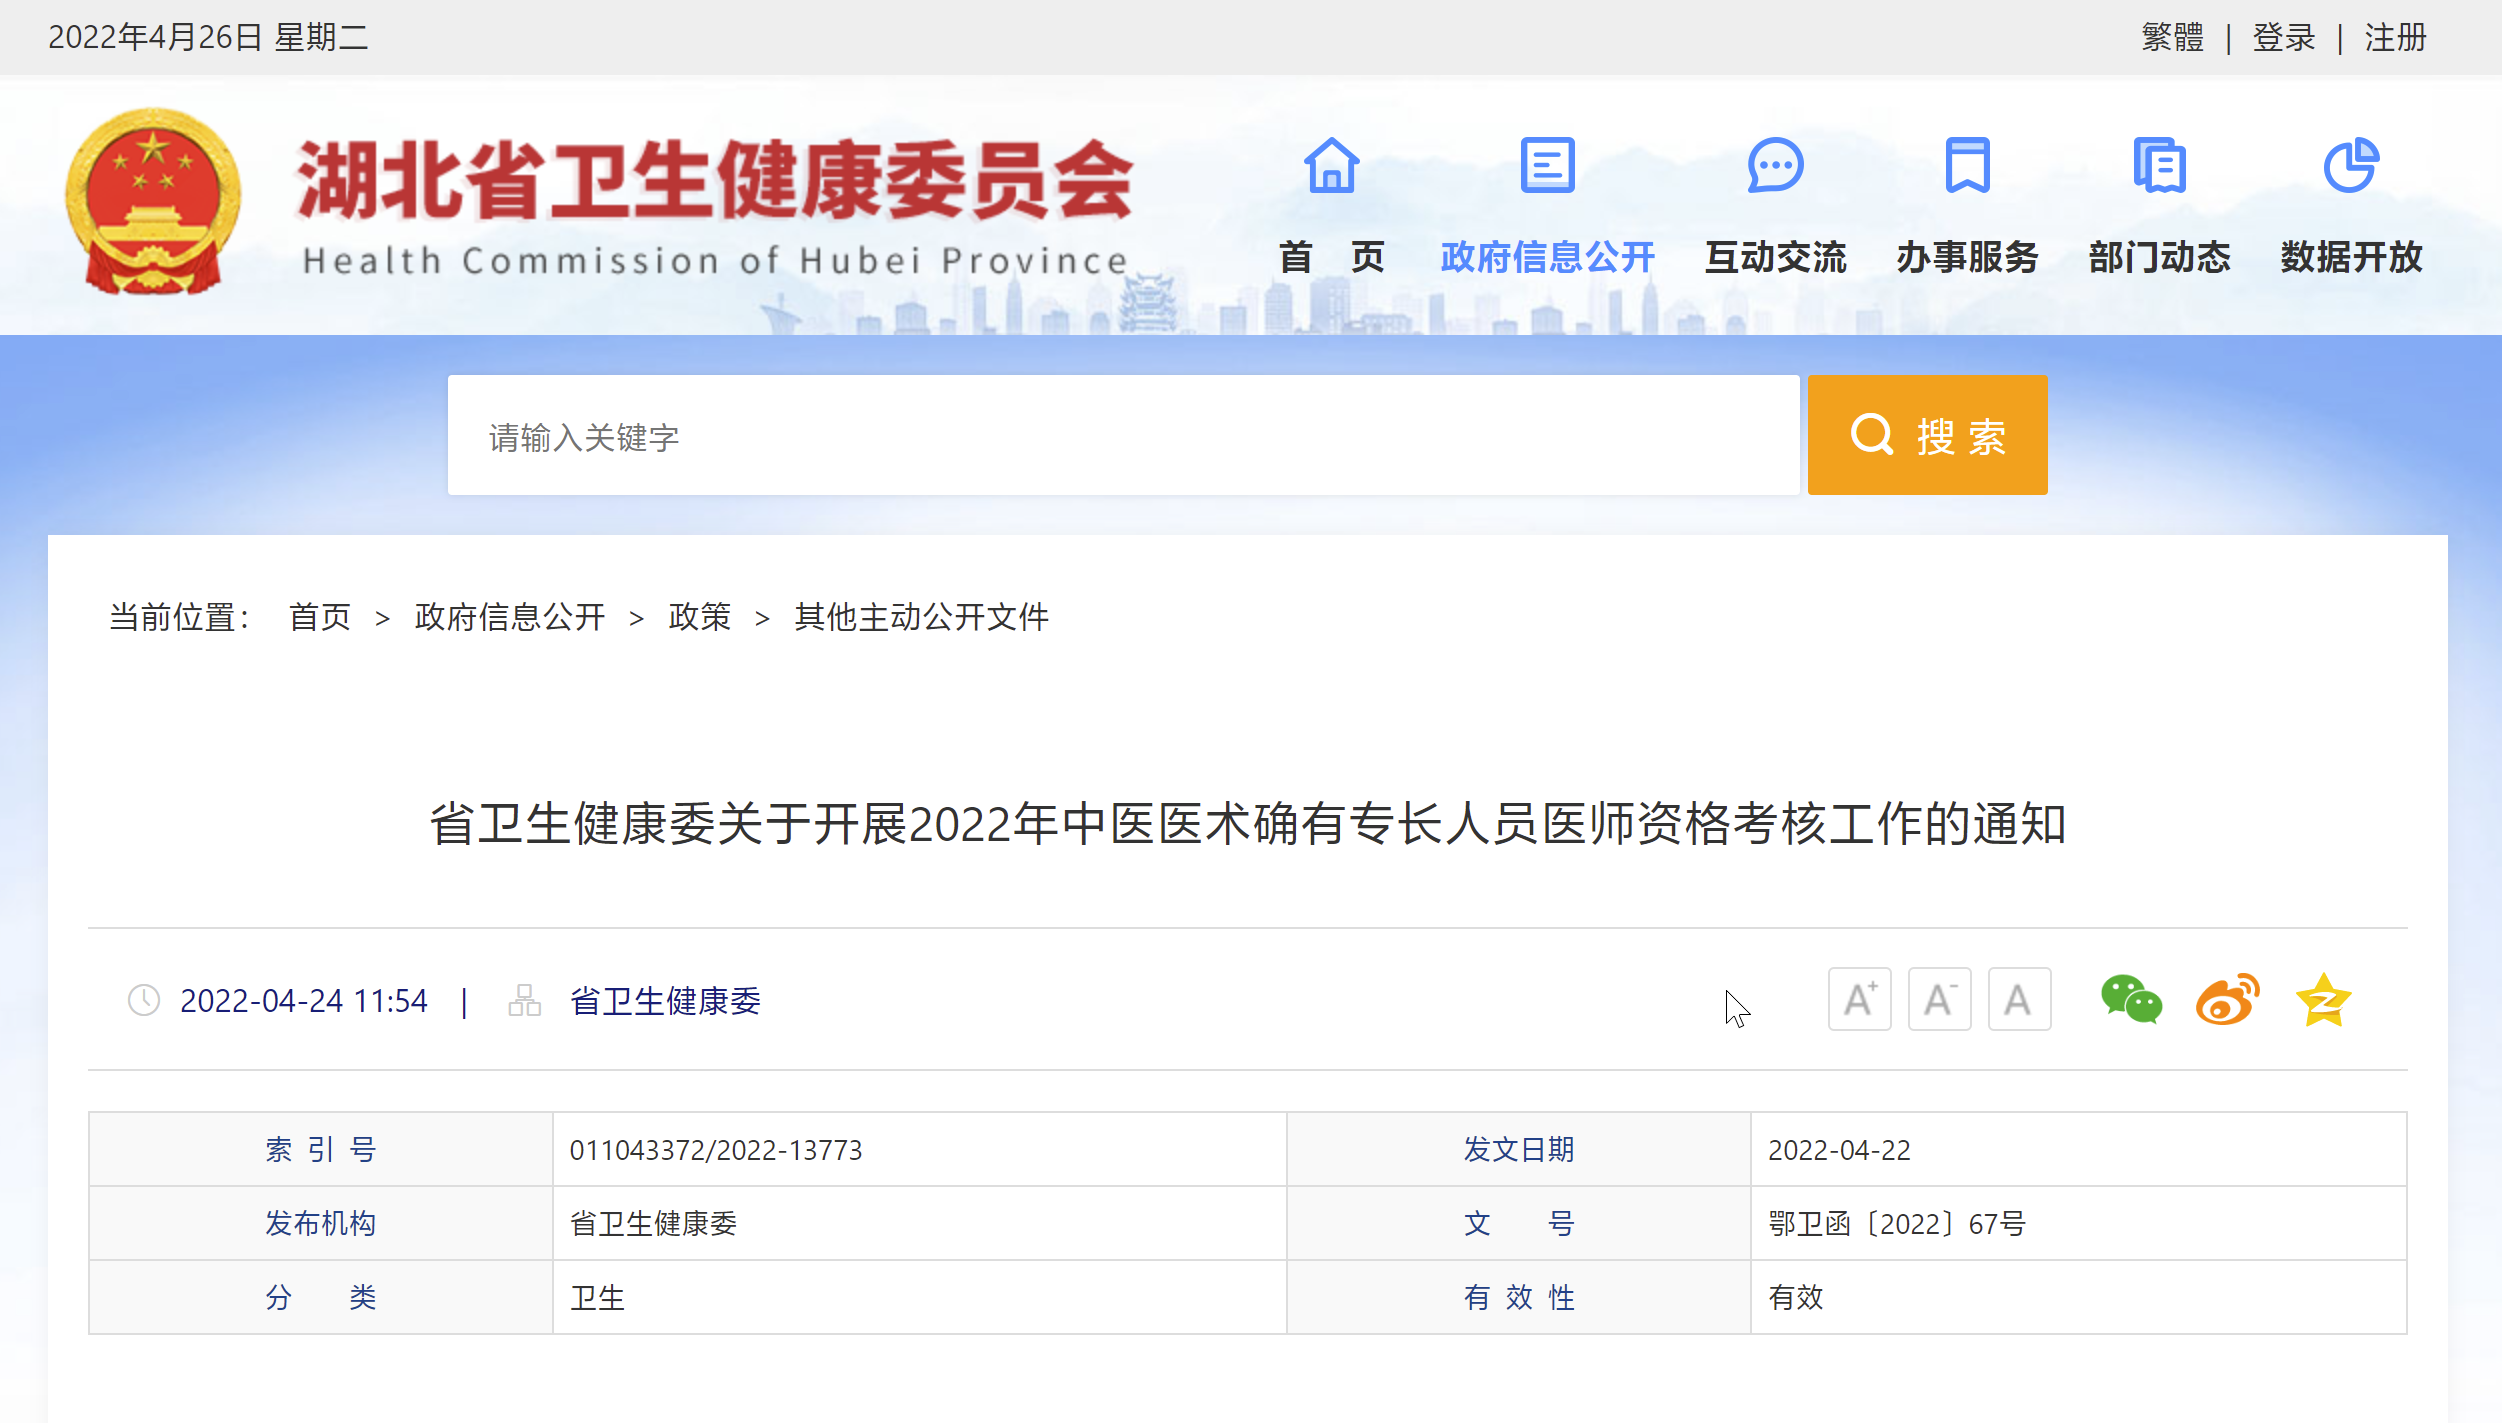 2022年4月26日 星期二
繁體 | 登录 | 注册
湖北省卫生健康委员会
Health Commission of Hubei Province
首 页 政府信息公开 互动交流 办事服务 部门动态 数据开放
请输入关键字
搜 索
当前位置： 首页 > 政府信息公开 > 政策 > 其他主动公开文件
省卫生健康委关于开展2022年中医医术确有专长人员医师资格考核工作的通知
2022-04-24 11:54 | 省卫生健康委
A+ A- A
索 引 号 011043372/2022-13773 发文日期 2022-04-22
发布机构 省卫生健康委 文 号 鄂卫函〔2022〕67号
分 类 卫生 有 效 性 有效